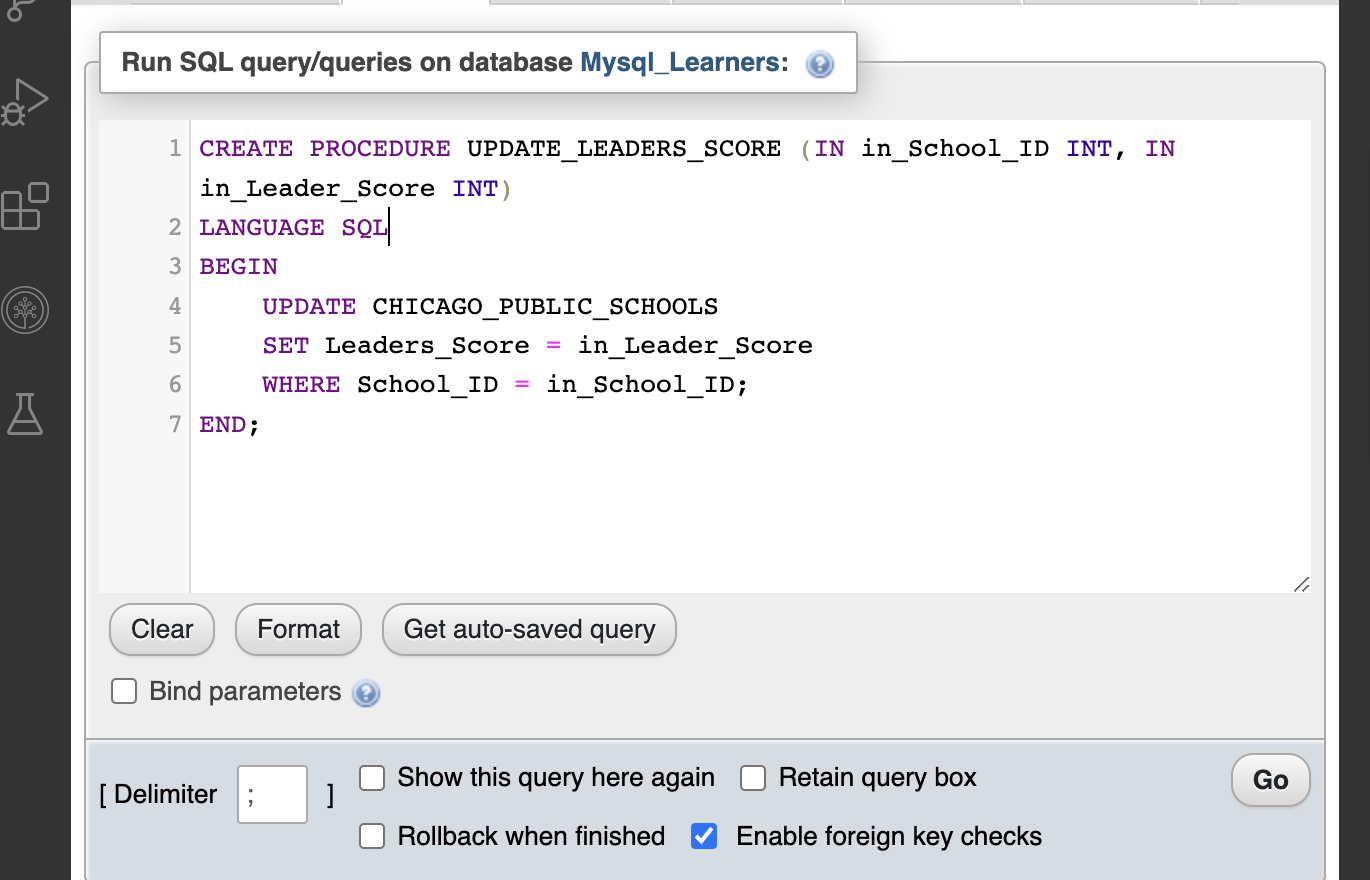 Run SQL query/queries on database Mysql_Learners:
1 CREATE PROCEDURE UPDATE_LEADERS_SCORE (IN in_School_ID INT, IN
in_Leader_Score INT)
2 LANGUAGE SQL
3 BEGIN
4     UPDATE CHICAGO_PUBLIC_SCHOOLS
5     SET Leaders_Score = in_Leader_Score
6     WHERE School_ID = in_School_ID;
7 END;
Clear Format Get auto-saved query
Bind parameters
[ Delimiter ; ] Show this query here again Retain query box Go
Rollback when finished Enable foreign key checks